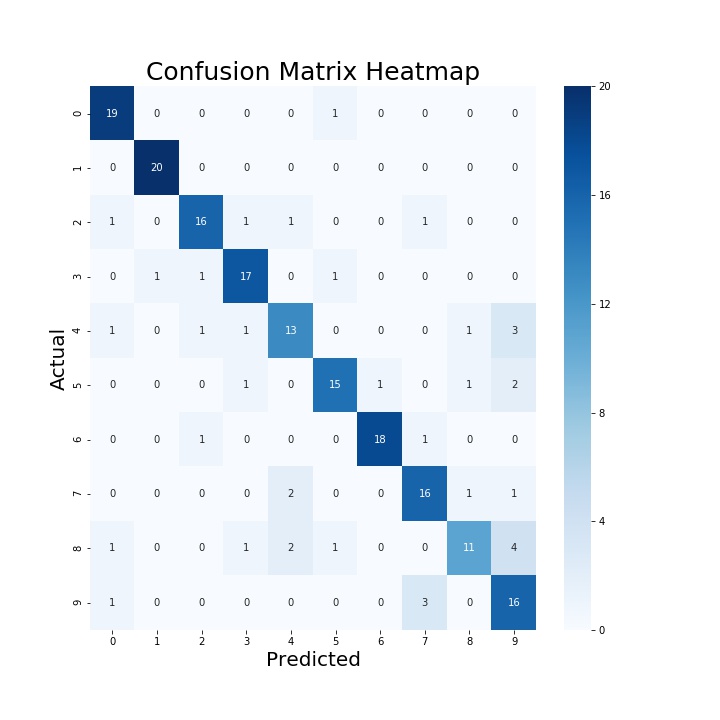 Confusion Matrix Heatmap
0 19 0 0 0 0 1 0 0 0 0
1 0 20 0 0 0 0 0 0 0 0
2 1 0 16 1 1 0 0 1 0 0
3 0 1 1 17 0 1 0 0 0 0
4 1 0 1 1 13 0 0 0 1 3
5 0 0 0 1 0 15 1 0 1 2
6 0 0 1 0 0 0 18 1 0 0
7 0 0 0 0 2 0 0 16 1 1
8 1 0 0 1 2 1 0 0 11 4
9 1 0 0 0 0 0 0 3 0 16
0 1 2 3 4 5 6 7 8 9
Actual
Predicted
20
16
12
8
4
0